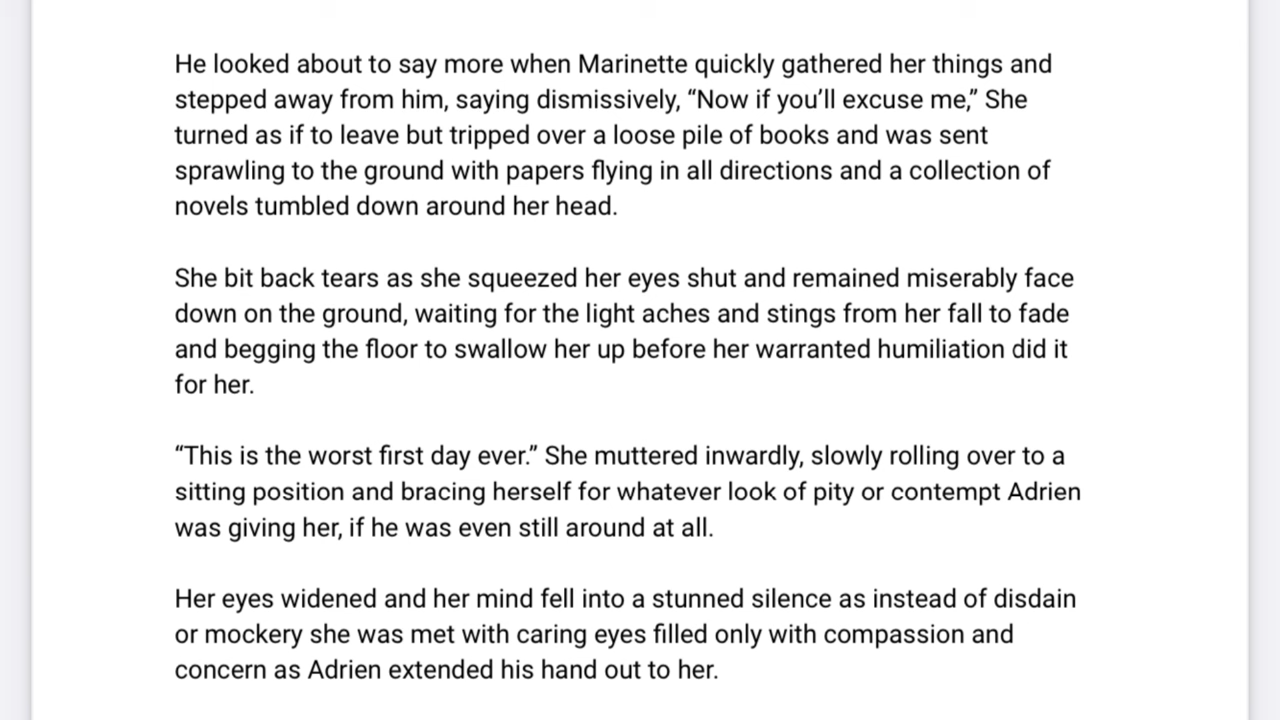 He looked about to say more when Marinette quickly gathered her things and
stepped away from him, saying dismissively, “Now if you’ll excuse me,” She
turned as if to leave but tripped over a loose pile of books and was sent
sprawling to the ground with papers flying in all directions and a collection of
novels tumbled down around her head.
She bit back tears as she squeezed her eyes shut and remained miserably face
down on the ground, waiting for the light aches and stings from her fall to fade
and begging the floor to swallow her up before her warranted humiliation did it
for her.
“This is the worst first day ever.” She muttered inwardly, slowly rolling over to a
sitting position and bracing herself for whatever look of pity or contempt Adrien
was giving her, if he was even still around at all.
Her eyes widened and her mind fell into a stunned silence as instead of disdain
or mockery she was met with caring eyes filled only with compassion and
concern as Adrien extended his hand out to her.